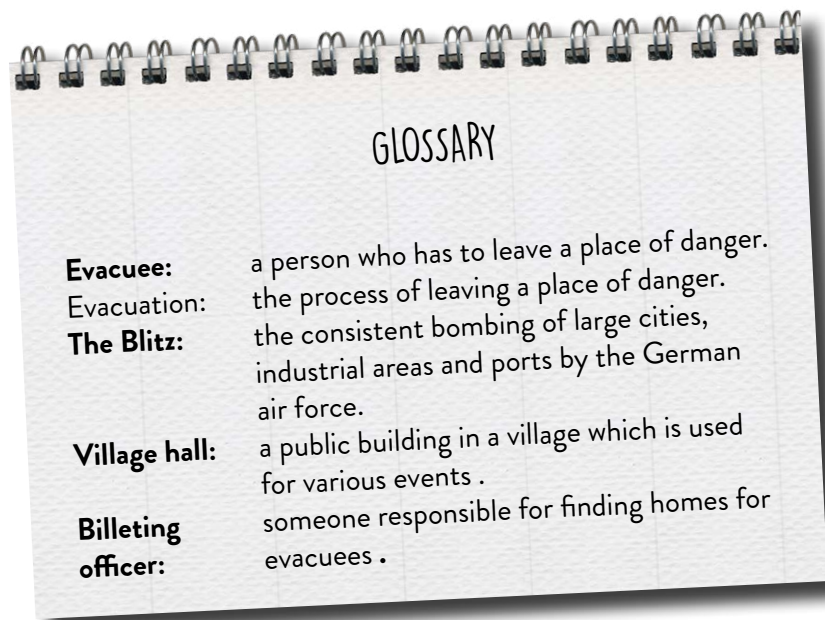 GLOSSARY
Evacuee: a person who has to leave a place of danger.
Evacuation: the process of leaving a place of danger.
The Blitz: the consistent bombing of large cities,
industrial areas and ports by the German
air force.
Village hall: a public building in a village which is used
for various events .
Billeting someone responsible for finding homes for
officer: evacuees .